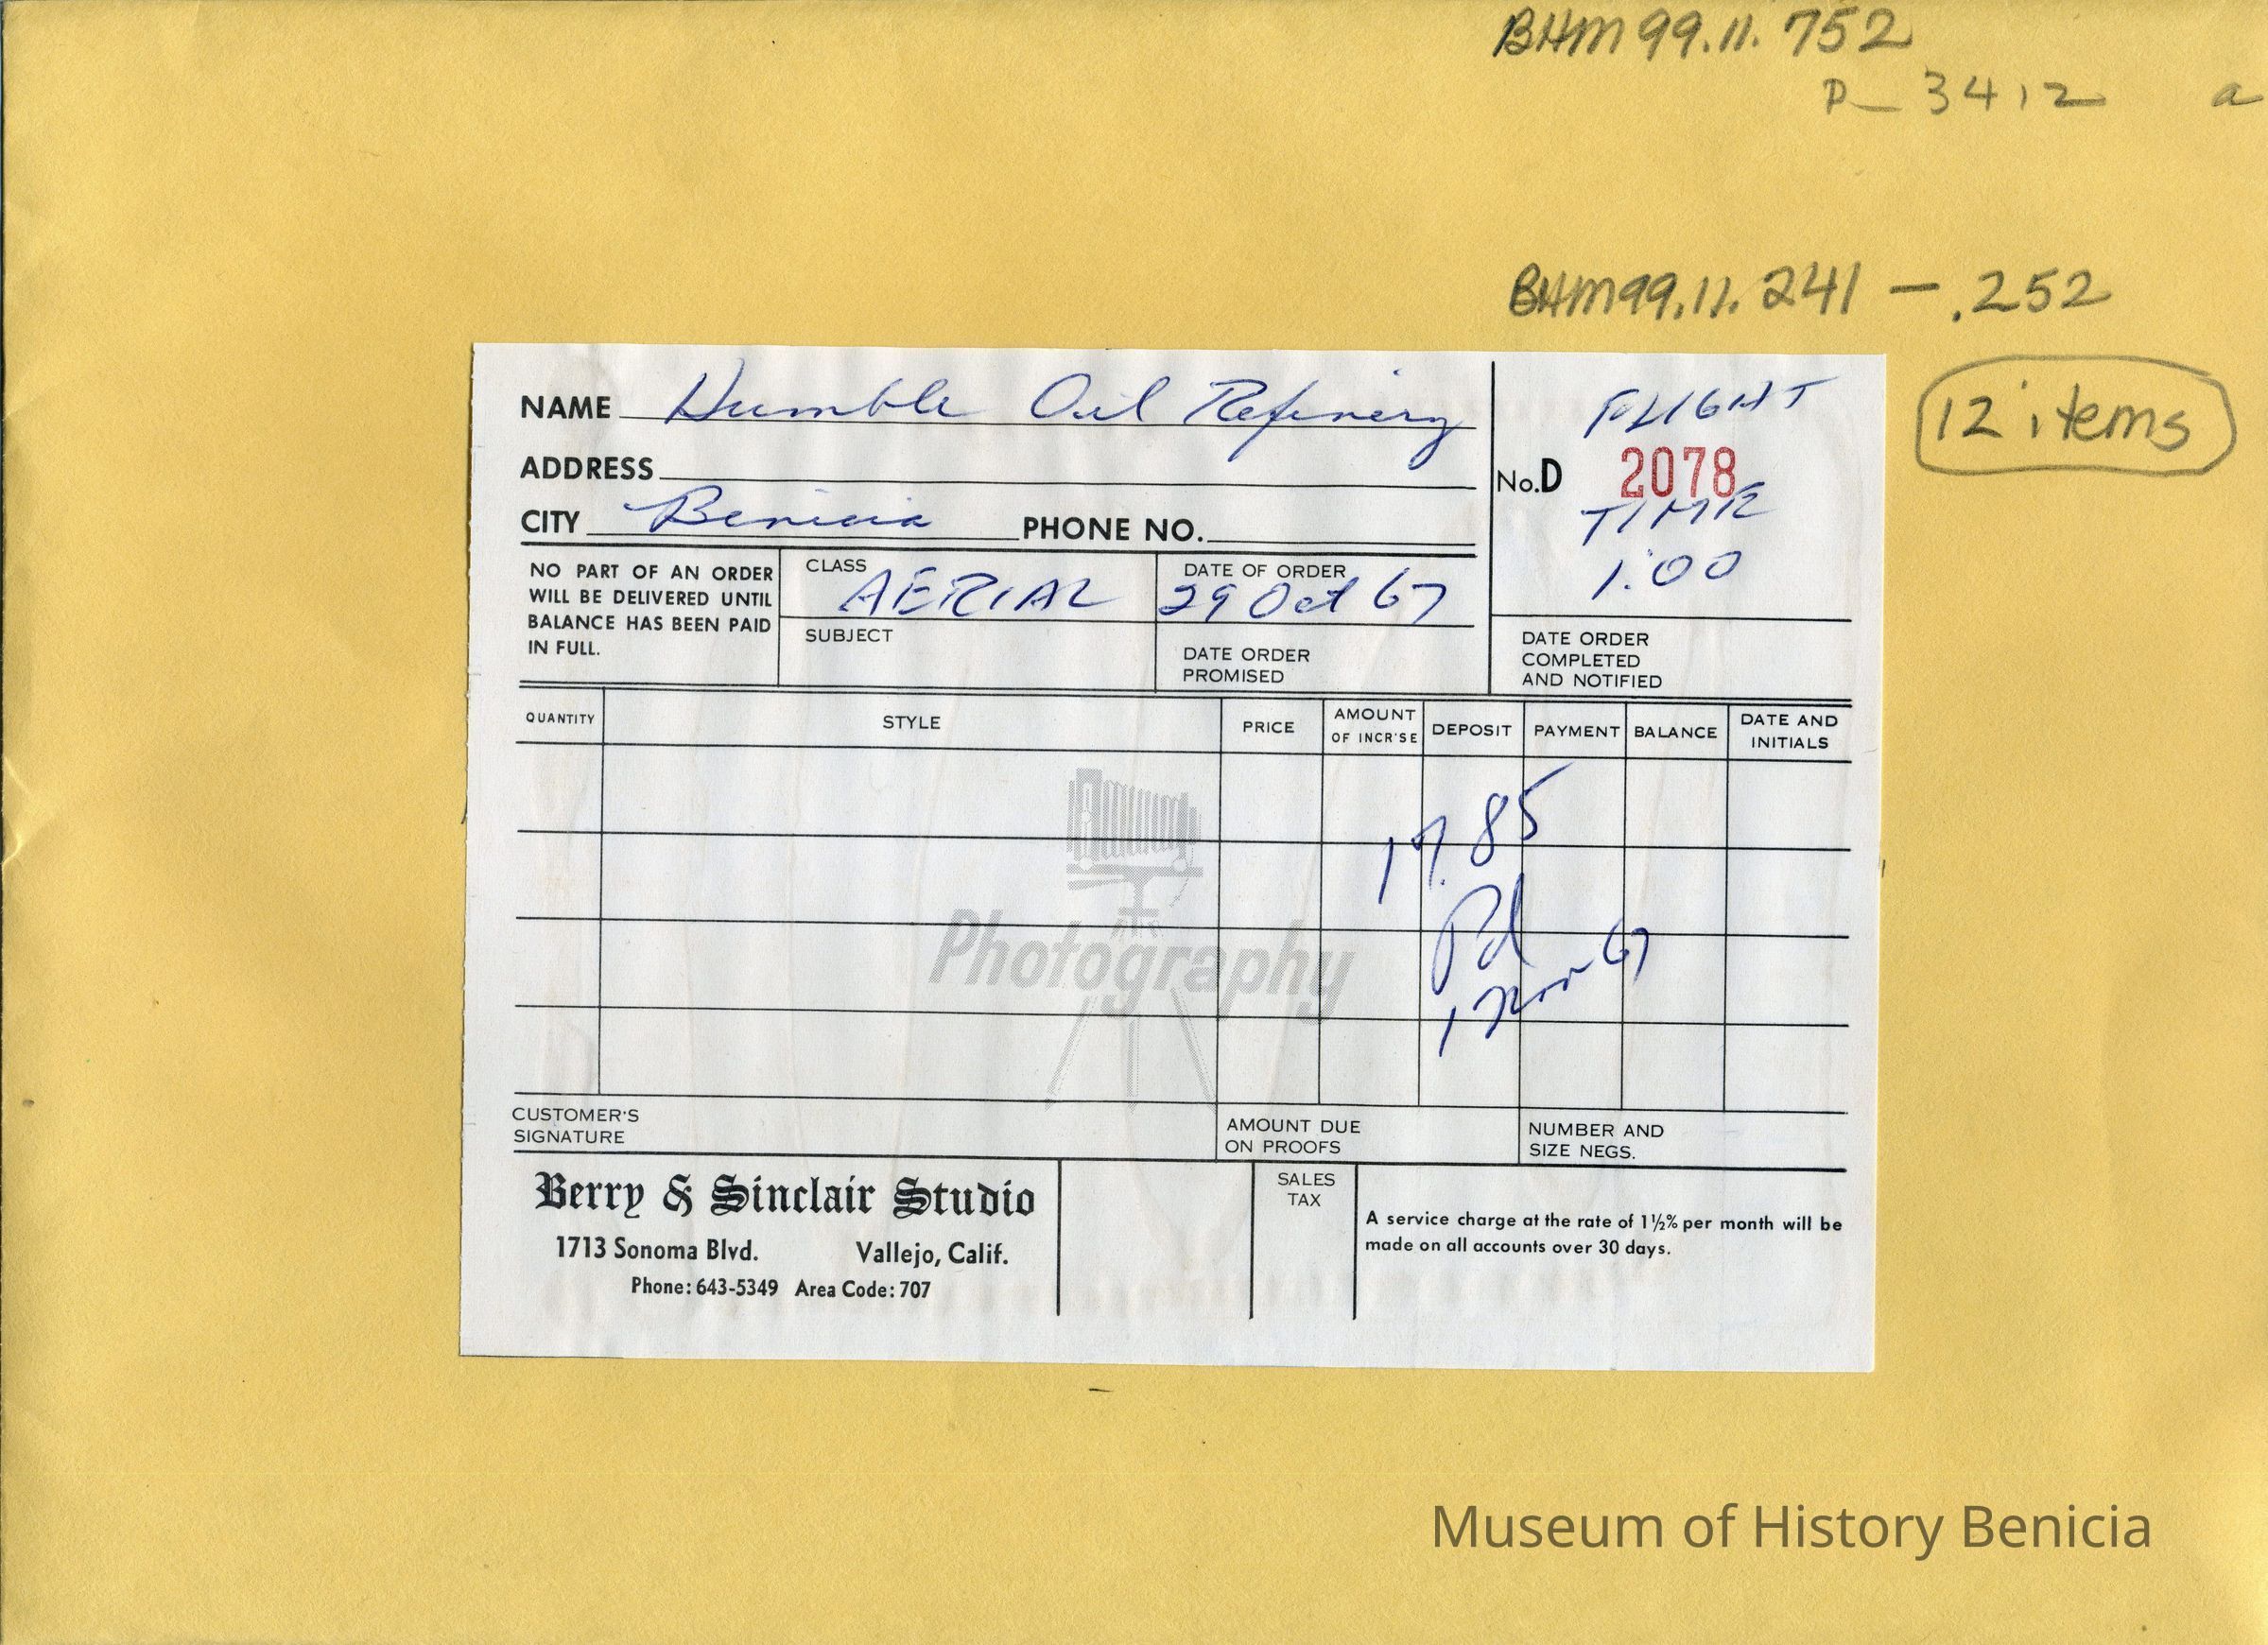 BHM 99.11.752
P-3412 a
BHM99.11.241 - .252
12 items
NAME Humble Oil Refinery
ADDRESS
CITY Benicia PHONE NO.
FLIGHT
No.D 2078
TIME
1:00
NO PART OF AN ORDER
WILL BE DELIVERED UNTIL
BALANCE HAS BEEN PAID
IN FULL.
CLASS
AERIAL
SUBJECT
DATE OF ORDER
29 Oct 67
DATE ORDER
PROMISED
DATE ORDER
COMPLETED
AND NOTIFIED
QUANTITY STYLE PRICE AMOUNT OF INCR'SE DEPOSIT PAYMENT BALANCE DATE AND INITIALS
85
Pd
1 Nov 67
Photography
CUSTOMER'S
SIGNATURE
AMOUNT DUE
ON PROOFS
NUMBER AND
SIZE NEGS.
Berry & Sinclair Studio
1713 Sonoma Blvd. Vallejo, Calif.
Phone: 643-5349 Area Code: 707
SALES
TAX
A service charge at the rate of 1½% per month will be
made on all accounts over 30 days.
Museum of History Benicia